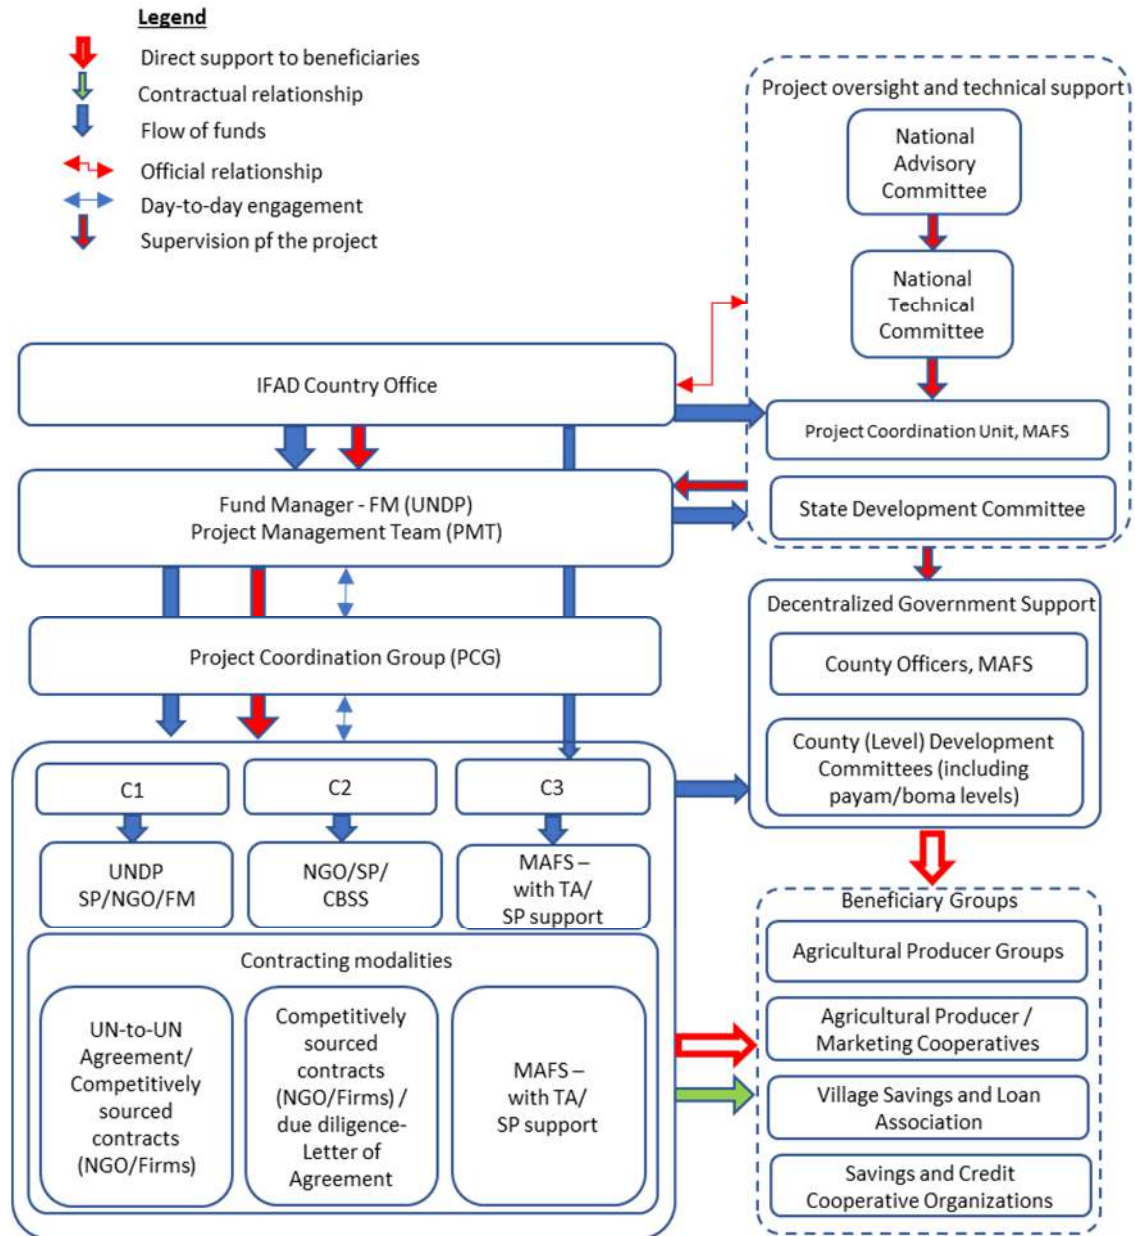 Legend
Direct support to beneficiaries
Contractual relationship
Flow of funds
Official relationship
Day-to-day engagement
Supervision pf the project
Project oversight and technical support
National
Advisory
Committee
National
Technical
Committee
Project Coordination Unit, MAFS
State Development Committee
IFAD Country Office
Fund Manager - FM (UNDP)
Project Management Team (PMT)
Project Coordination Group (PCG)
Decentralized Government Support
County Officers, MAFS
County (Level) Development
Committees (including
payam/boma levels)
C1
C2
C3
UNDP
SP/NGO/FM
NGO/SP/
CBSS
MAFS –
with TA/
SP support
Contracting modalities
UN-to-UN
Agreement/
Competitively
sourced
contracts
(NGO/Firms)
Competitively
sourced
contracts
(NGO/Firms) /
due diligence-
Letter of
Agreement
MAFS –
with TA/
SP support
Beneficiary Groups
Agricultural Producer Groups
Agricultural Producer /
Marketing Cooperatives
Village Savings and Loan
Association
Savings and Credit
Cooperative Organizations